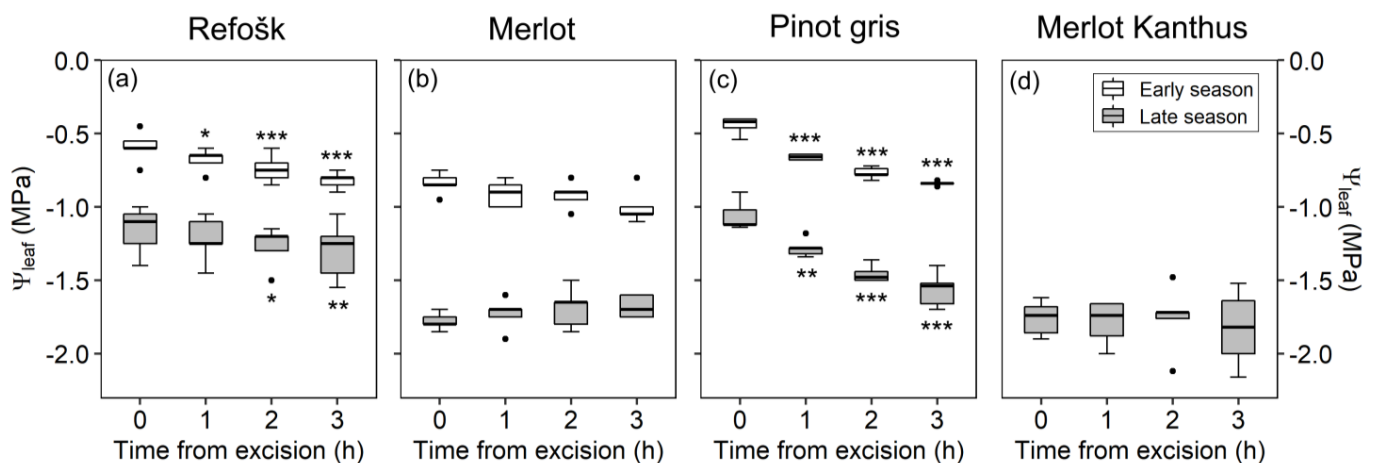 Refošk Merlot Pinot gris Merlot Kanthus
0.0 (a) (b) (c) (d) 0.0
Early season
Late season
* *** ***
*** *** ***
-0.5 -0.5
-1.0 -1.0
* **
** *** ***
-1.5 -1.5
-2.0 -2.0
Ψleaf (MPa)
Ψleaf (MPa)
0 1 2 3 0 1 2 3 0 1 2 3 0 1 2 3
Time from excision (h) Time from excision (h) Time from excision (h) Time from excision (h)